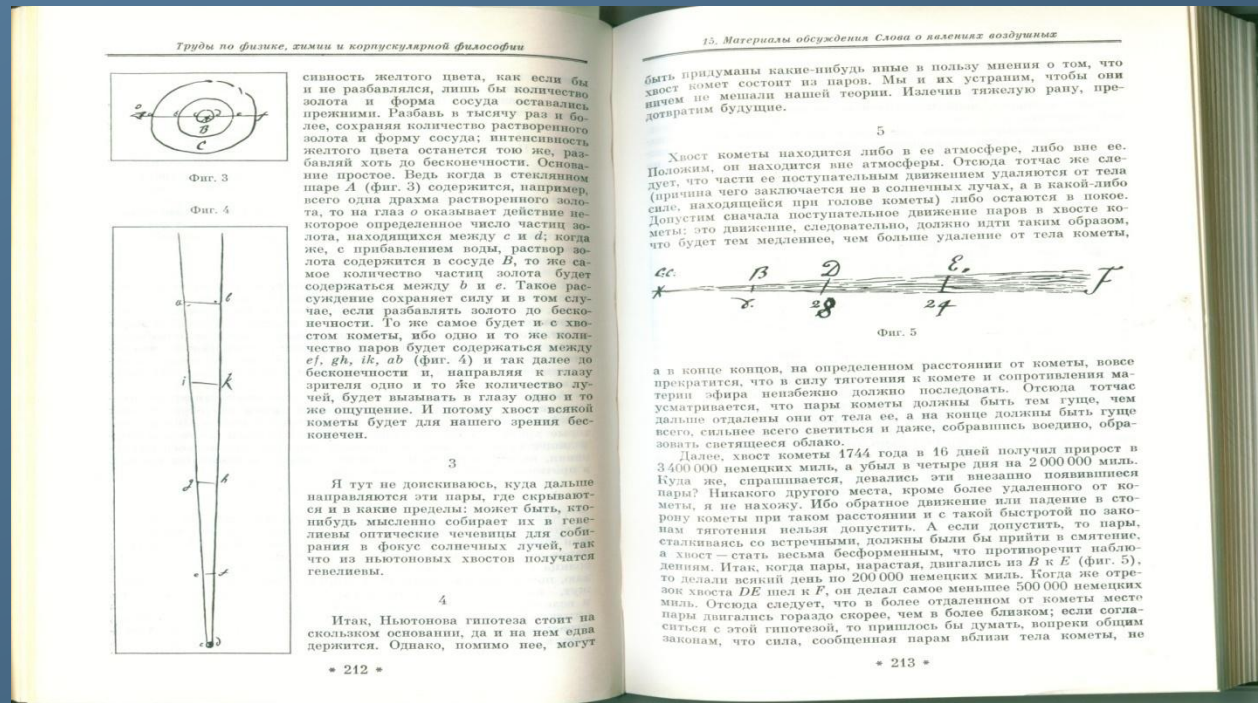 Труды по физике, химии и корпускулярной философии
Фиг. 3
Фиг. 4
сивность желтого цвета, как если бы
и не разбавлялся, лишь бы количество
золота и форма сосуда оставались
прежними. Разбавь в тысячу раз и бо-
лее, сохраняя количество растворенного
золота и форму сосуда; интенсивность
желтого цвета останется тою же, раз-
бавляй хоть до бесконечности. Основа-
ние простое. Ведь когда в стеклянном
шаре A (фиг. 3) содержится, например,
всего одна драхма растворенного золо-
та, то на глаз o оказывает действие не-
которое определенное число частиц зо-
лота, находящихся между c и d; когда
же, с прибавлением воды, раствор зо-
лота содержится в сосуде B, то же са-
мое количество частиц золота будет
содержаться между b и e. Такое рас-
суждение сохраняет силу и в том слу-
чае, если разбавлять золото до беско-
нечности. То же самое будет и с хво-
стом кометы, ибо одно и то же коли-
чество паров будет содержаться между
ef, gh, ik, ab (фиг. 4) и так далее до
бесконечности и, направляя к глазу
зрителя одно и то же количество лу-
чей, будет вызывать в глазу одно и то
же ощущение. И потому хвост всякой
кометы будет для нашего зрения бес-
конечен.
3
Я тут не доискиваюсь, куда дальше
направляются эти пары, где скрывают-
ся и в какие пределы: может быть, кто-
нибудь мысленно собирает их в геве-
лиевы оптические чечевицы для соби-
рания в фокус солнечных лучей, так
что из ньютоновых хвостов получатся
гевелиевы.
4
Итак, Ньютонова гипотеза стоит на
скользком основании, да и на нем едва
держится. Однако, помимо нее, могут
* 212 *
15. Материалы обсуждения Слова о явлениях воздушных
быть придуманы какие-нибудь иные в пользу мнения о том, что
хвост комет состоит из паров. Мы и их устраним, чтобы они
ничем не мешали нашей теории. Излечив тяжелую рану, пре-
дотвратим будущие.
5
Хвост кометы находится либо в ее атмосфере, либо вне ее.
Положим, он находится вне атмосферы. Отсюда тотчас же сле-
дует, что части ее поступательным движением удаляются от тела
(причина чего заключается не в солнечных лучах, а в какой-либо
силе, находящейся при голове кометы) либо остаются в покое.
Допустим сначала поступательное движение паров в хвосте ко-
меты: это движение, следовательно, должно идти таким образом,
что будет тем медленнее, чем больше удаление от тела кометы,
B D E F
24
Фиг. 5
а в конце концов, на определенном расстоянии от кометы, вовсе
прекратится, что в силу тяготения к комете и сопротивления ма-
терии эфира неизбежно должно последовать. Отсюда тотчас
усматривается, что пары кометы должны быть тем гуще, чем
дальше отдалены они от тела ее, а на конце должны быть гуще
всего, сильнее всего светиться и даже, собравшись воедино, обра-
зовать светящееся облако.
Далее, хвост кометы 1744 года в 16 дней получил прирост в
3 400 000 немецких миль, а убыл в четыре дня на 2 000 000 миль.
Куда же, спрашивается, девались эти внезапно появившиеся
пары? Никакого другого места, кроме более удаленного от ко-
меты, я не нахожу. Ибо обратное движение или падение в сто-
рону кометы при таком расстоянии и с такой быстротой по зако-
нам тяготения нельзя допустить. А если допустить, то пары,
сталкиваясь со встречными, должны были бы прийти в смятение,
а хвост — стать весьма бесформенным, что противоречит наблю-
дениям. Итак, когда пары, нарастая, двигались из B к E (фиг. 5),
то делали всякий день по 200 000 немецких миль. Когда же отре-
зок хвоста DE шел к F, он делал самое меньшее 500 000 немецких
миль. Отсюда следует, что в более отдаленном от кометы месте
пары двигались гораздо скорее, чем в более близком; если согла-
ситься с этой гипотезой, то пришлось бы думать, вопреки общим
законам, что сила, сообщенная парам вблизи тела кометы, не
* 213 *